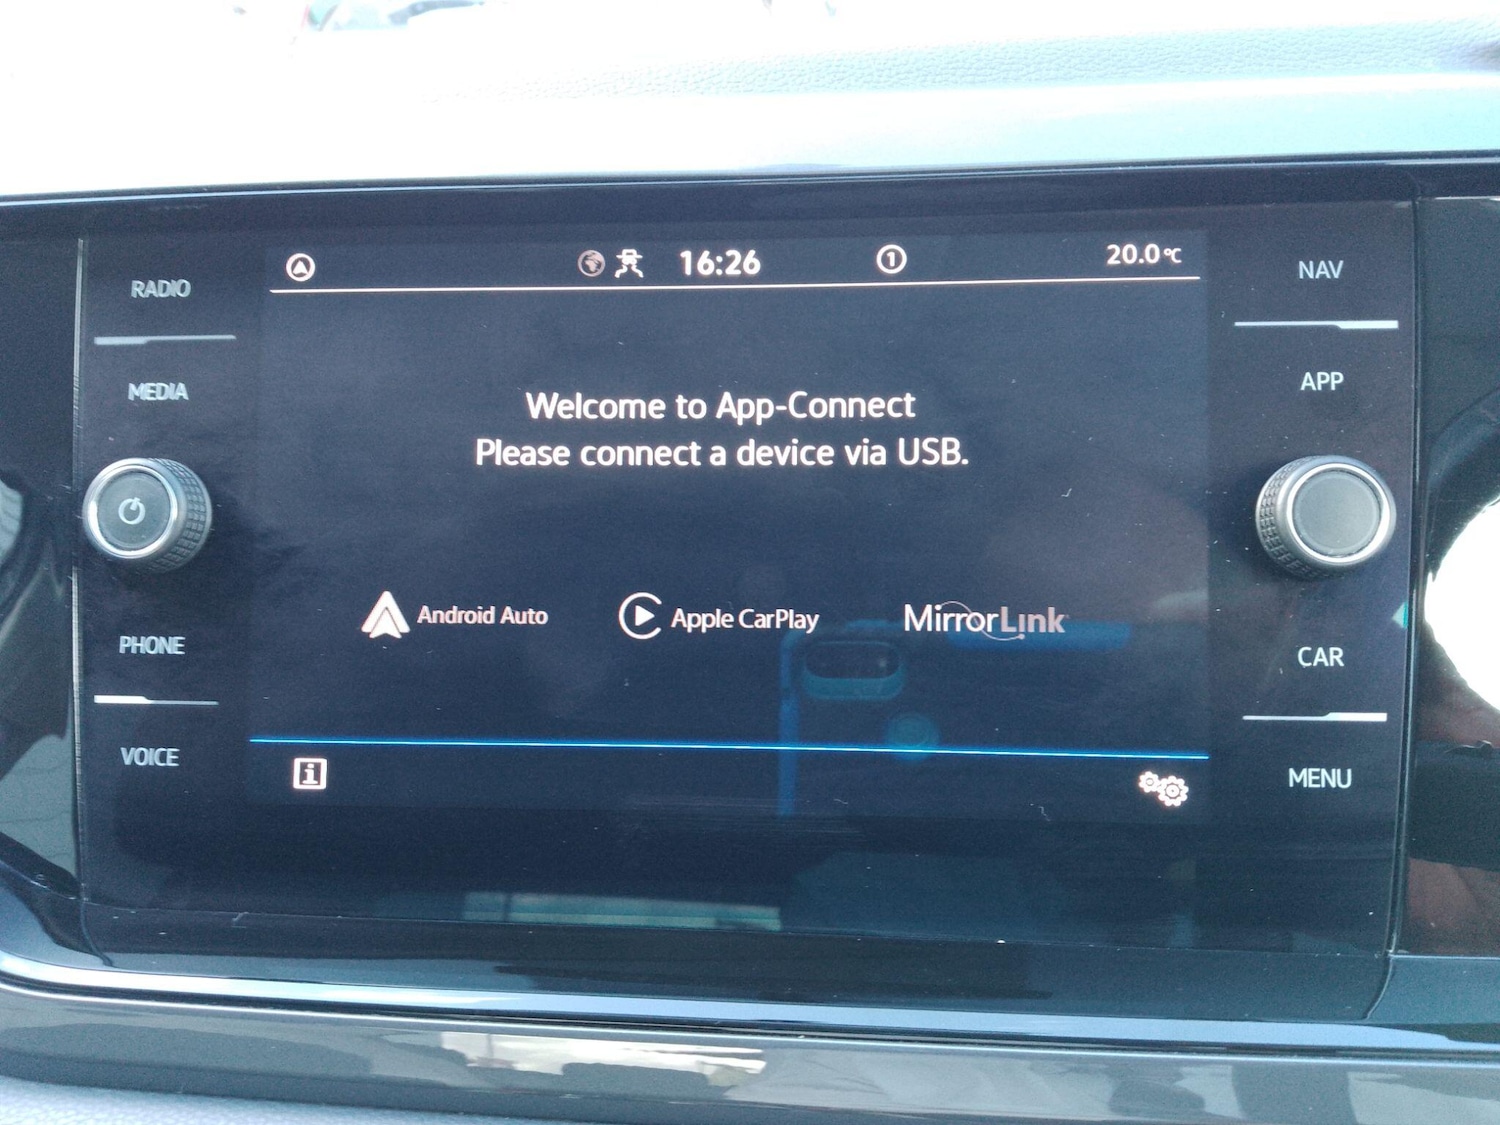 RADIO
MEDIA
PHONE
VOICE
16:26
1
20.0°C
Welcome to App-Connect
Please connect a device via USB.
Android Auto
Apple CarPlay
MirrorLink
i
NAV
APP
CAR
MENU